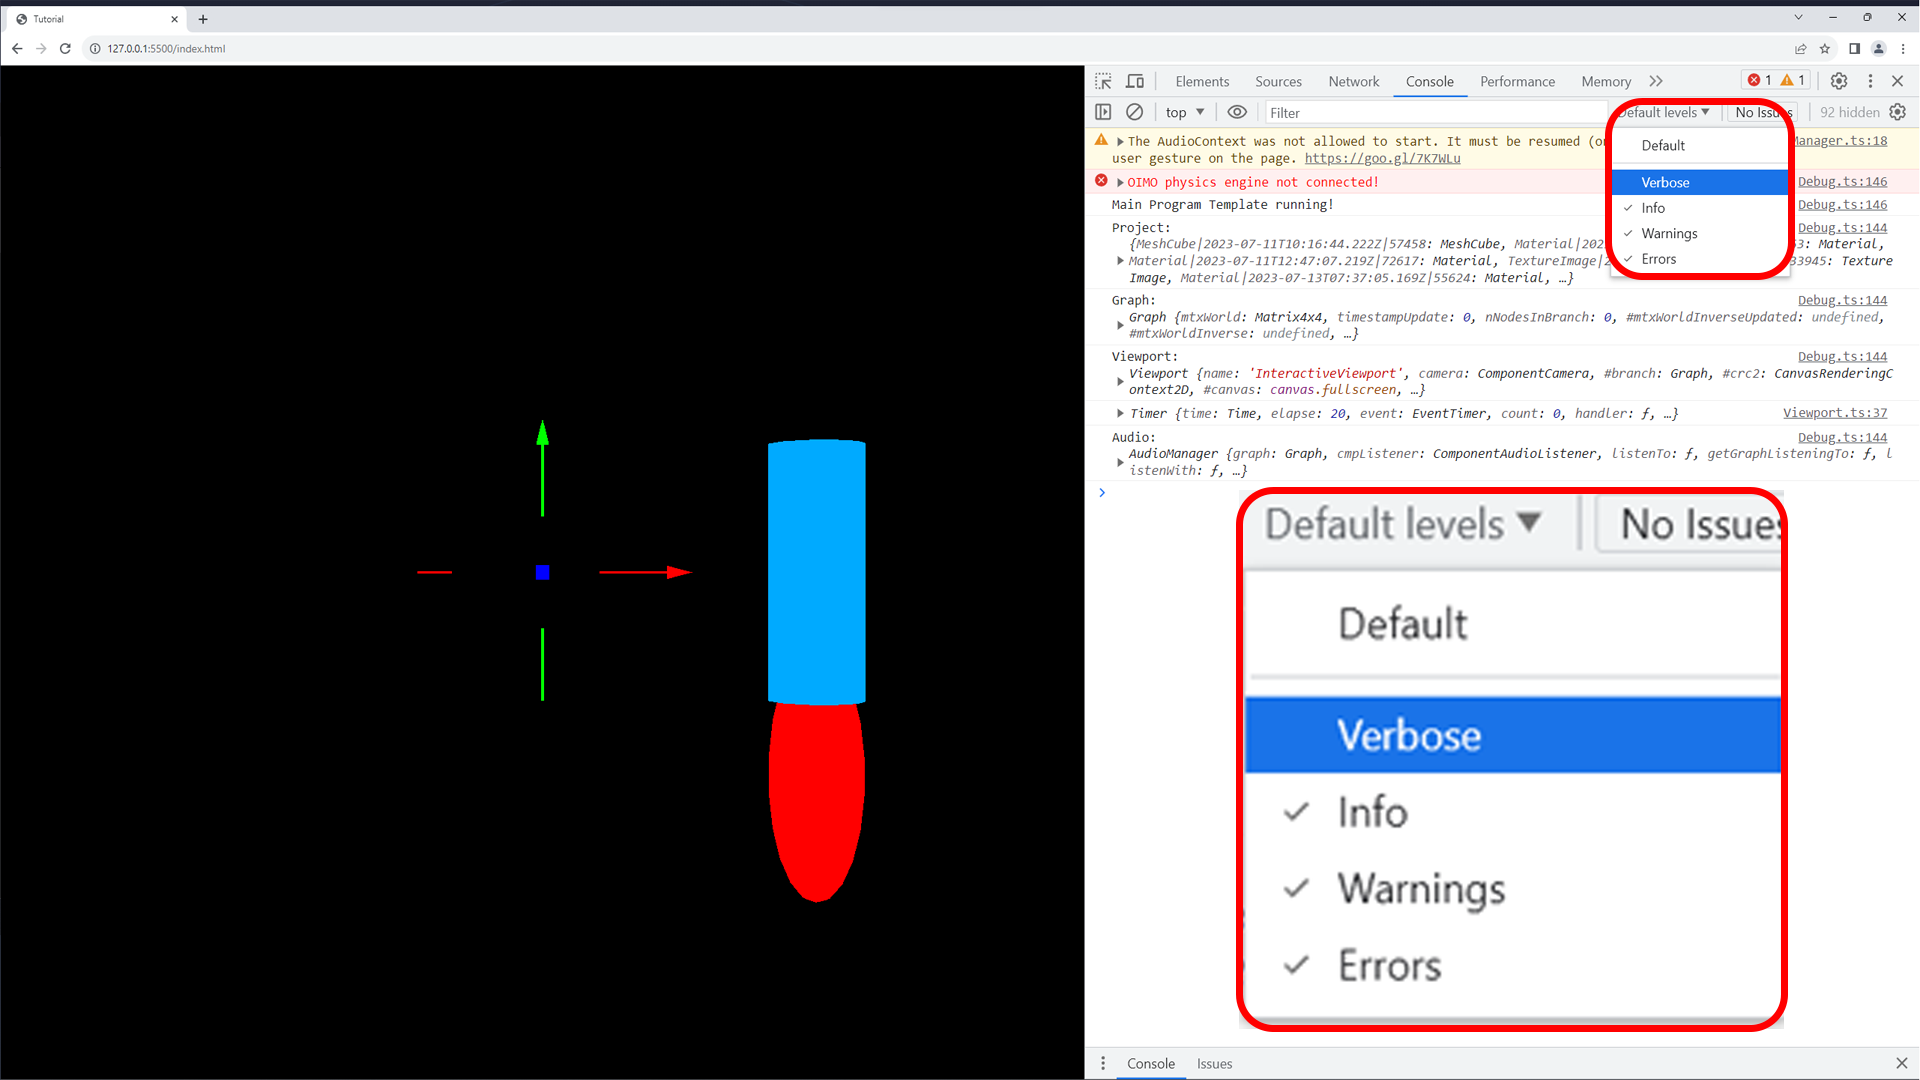 Tutorial
127.0.0.1:5500/index.html
Elements Sources Network Console Performance Memory 1 1
top Filter Default levels No Issues 92 hidden
The AudioContext was not allowed to start. It must be resumed (or Manager.ts:18
user gesture on the page. https://goo.gl/7K7WLu
OIMO physics engine not connected! Debug.ts:146
Main Program Template running! Debug.ts:146
Project: Debug.ts:144
{MeshCube|2023-07-11T10:16:44.222Z|57458: MeshCube, Material|202 53: Material,
Material|2023-07-11T12:47:07.219Z|72617: Material, TextureImage|2 33945: Texture
Image, Material|2023-07-13T07:37:05.169Z|55624: Material, …}
Graph: Debug.ts:144
Graph {mtxWorld: Matrix4x4, timestampUpdate: 0, nNodesInBranch: 0, #mtxWorldInverseUpdated: undefined,
#mtxWorldInverse: undefined, …}
Viewport: Debug.ts:144
Viewport {name: 'InteractiveViewport', camera: ComponentCamera, #branch: Graph, #crc2: CanvasRenderingC
ontext2D, #canvas: canvas.fullscreen, …}
Timer {time: Time, elapse: 20, event: EventTimer, count: 0, handler: ƒ, …} Viewport.ts:37
Audio: Debug.ts:144
AudioManager {graph: Graph, cmpListener: ComponentAudioListener, listenTo: ƒ, getGraphListeningTo: ƒ, l
istenWith: ƒ, …}
Default
Verbose
Info
Warnings
Errors
Default levels No Issues
Default
Verbose
Info
Warnings
Errors
Console Issues